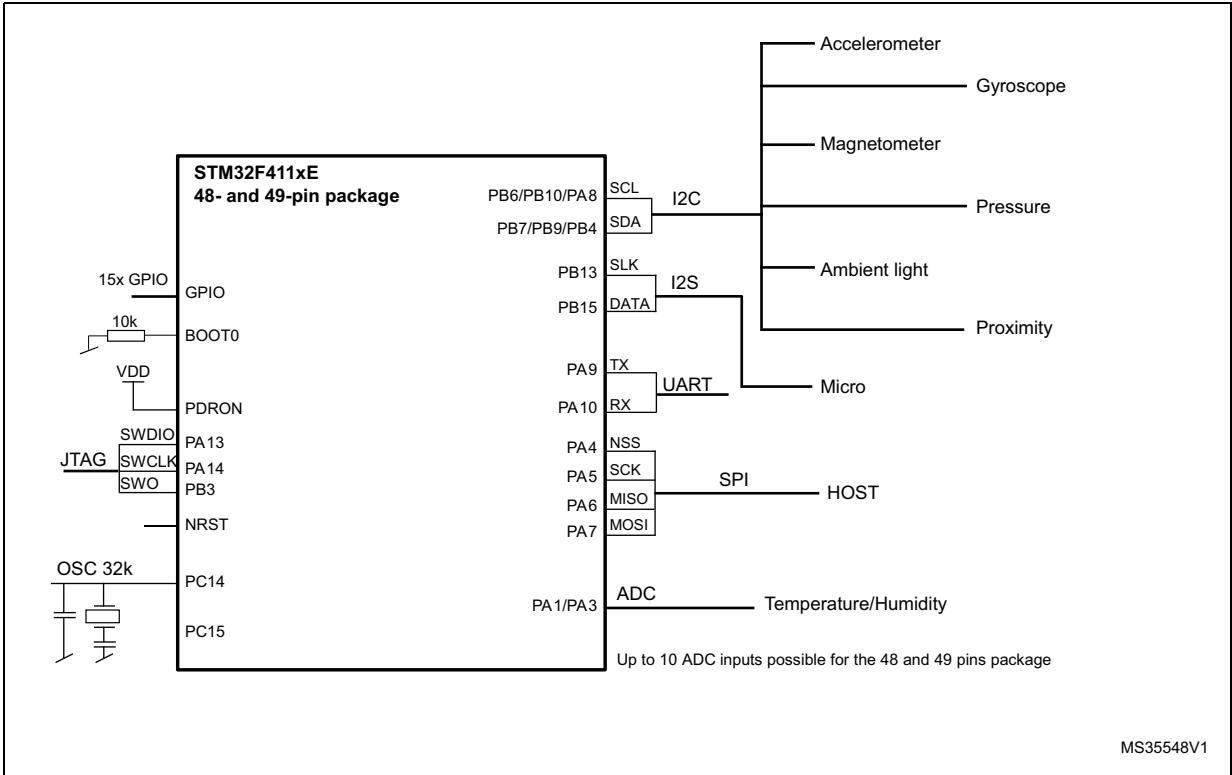 STM32F411xE
48- and 49-pin package
15x GPIO
GPIO
10k
BOOT0
VDD
PDRON
SWDIO
PA13
JTAG
SWCLK
PA14
SWO
PB3
NRST
OSC 32k
PC14
PC15
PB6/PB10/PA8
SCL
I2C
PB7/PB9/PB4
SDA
PB13
SLK
I2S
PB15
DATA
PA9
TX
UART
PA10
RX
PA4
NSS
PA5
SCK
SPI
HOST
PA6
MISO
PA7
MOSI
PA1/PA3
ADC
Temperature/Humidity
Up to 10 ADC inputs possible for the 48 and 49 pins package
Accelerometer
Gyroscope
Magnetometer
Pressure
Ambient light
Proximity
Micro
MS35548V1